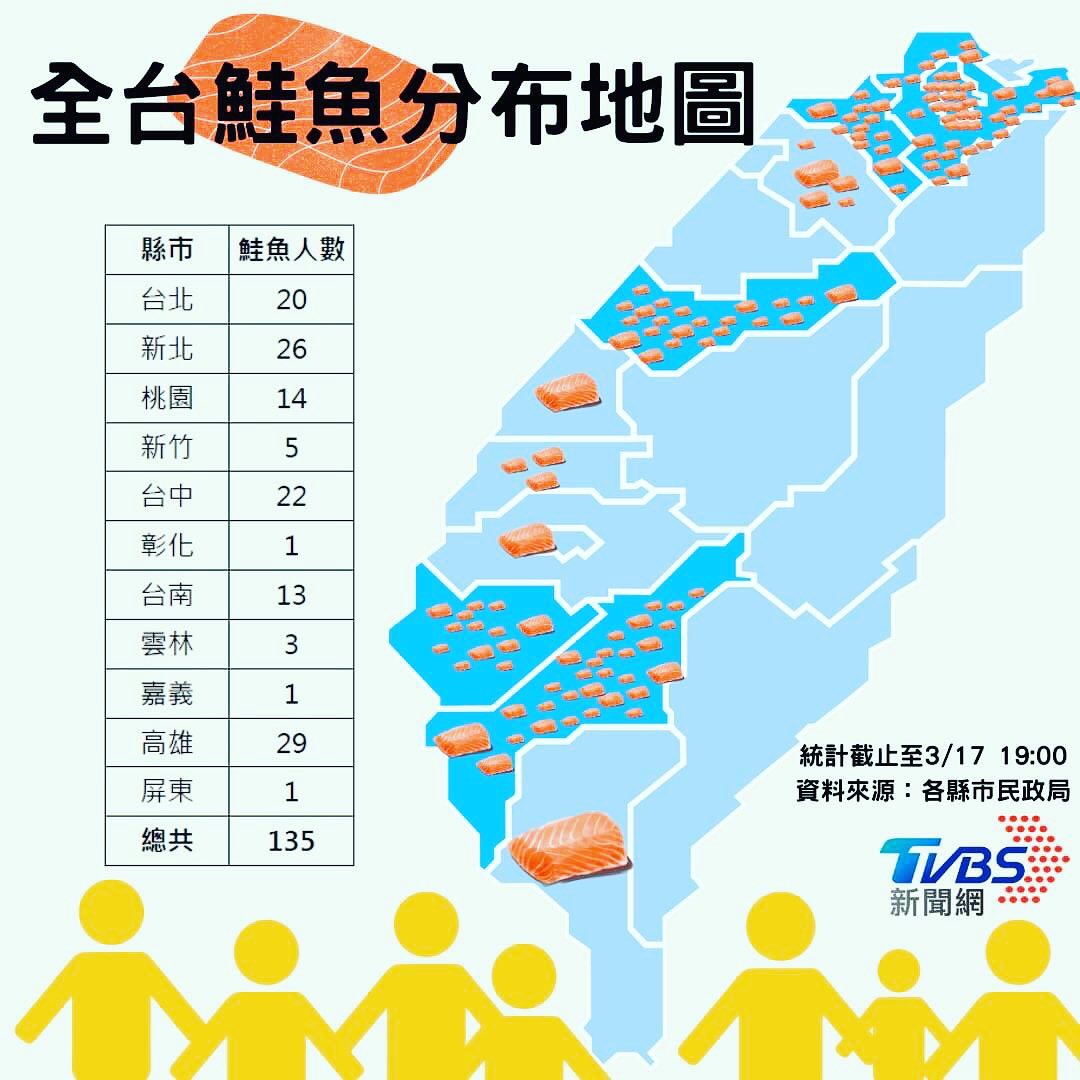 全台鮭魚分布地圖
縣市 鮭魚人數
台北 20
新北 26
桃園 14
新竹 5
台中 22
彰化 1
台南 13
雲林 3
嘉義 1
高雄 29
屏東 1
總共 135
統計截止至3/17 19:00
資料來源：各縣市民政局
TVBS
新聞網